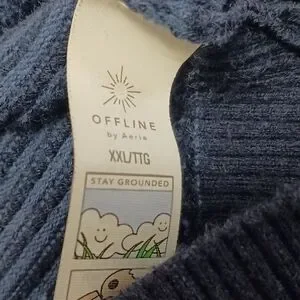 OFFLINE
by Aerie
XXL/TTG
STAY GROUNDED